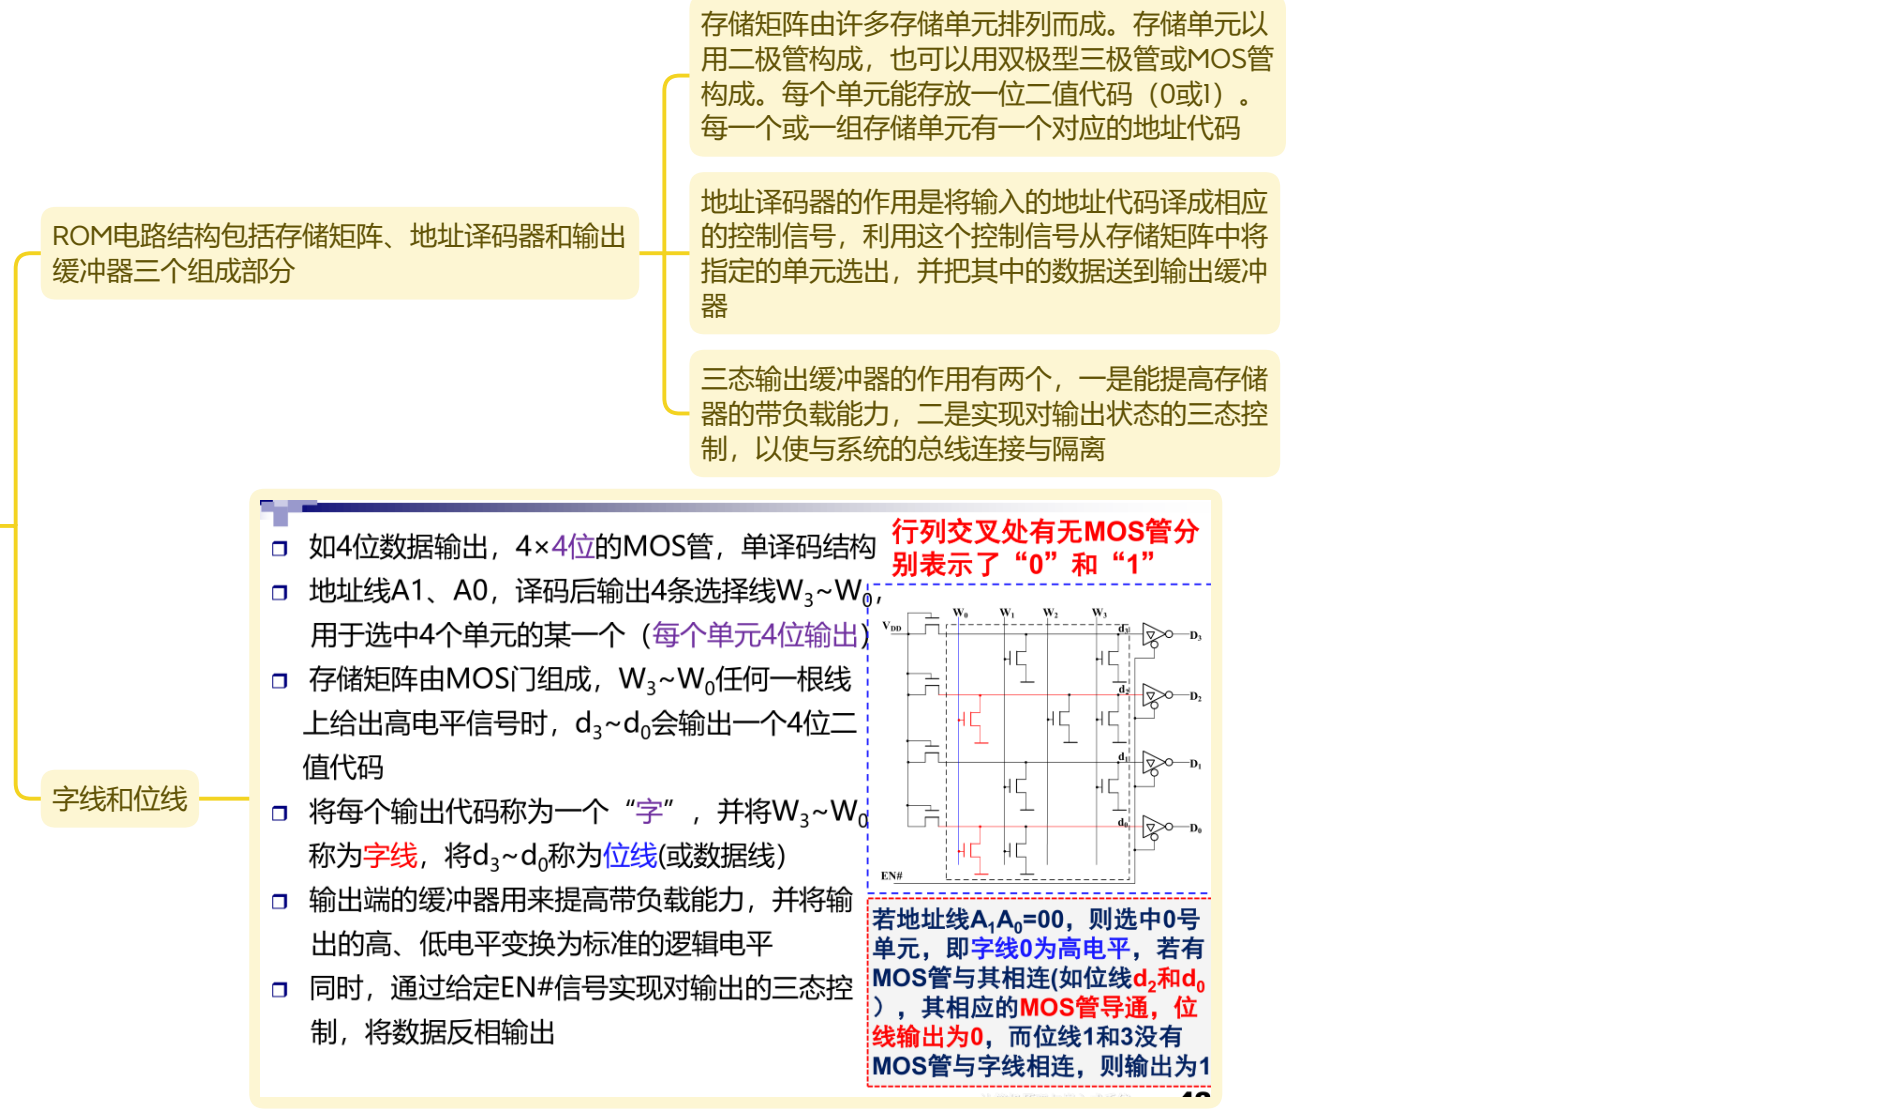 存储矩阵由许多存储单元排列而成。存储单元以
用二极管构成，也可以用双极型三极管或MOS管
构成。每个单元能存放一位二值代码（0或1）。
每一个或一组存储单元有一个对应的地址代码
ROM电路结构包括存储矩阵、地址译码器和输出
缓冲器三个组成部分
地址译码器的作用是将输入的地址代码译成相应
的控制信号，利用这个控制信号从存储矩阵中将
指定的单元选出，并把其中的数据送到输出缓冲
器
三态输出缓冲器的作用有两个，一是能提高存储
器的带负载能力，二是实现对输出状态的三态控
制，以使与系统的总线连接与隔离
字线和位线
如4位数据输出，4×4位的MOS管，单译码结构
地址线A1、A0，译码后输出4条选择线W3~W0，
用于选中4个单元的某一个（每个单元4位输出）
存储矩阵由MOS门组成，W3~W0任何一根线
上给出高电平信号时，d3~d0会输出一个4位二
值代码
将每个输出代码称为一个“字”，并将W3~W0
称为字线，将d3~d0称为位线(或数据线）
输出端的缓冲器用来提高带负载能力，并将输
出的高、低电平变换为标准的逻辑电平
同时，通过给定EN#信号实现对输出的三态控
制，将数据反相输出
行列交叉处有无MOS管分
别表示了“0”和“1”
W0 W1 W2 W3
VDD d3 D3
d2 D2
d1 D1
d0 D0
EN#
若地址线A1A0=00，则选中0号
单元，即字线0为高电平，若有
MOS管与其相连(如位线d2和d0
），其相应的MOS管导通，位
线输出为0，而位线1和3没有
MOS管与字线相连，则输出为1